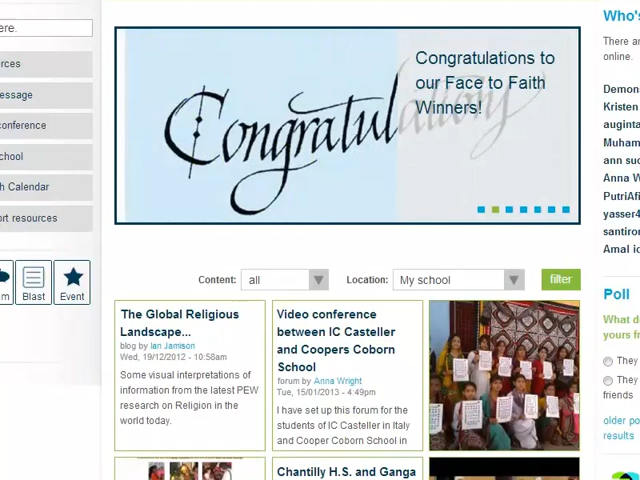 ere.
rces
essage
conference
chool
h Calendar
ort resources
m
Blast
Event
Congratulations
Congratulations to
our Face to Faith
Winners!
Content:
all
Location:
My school
filter
The Global Religious
Landscape...
blog by Ian Jamison
Wed, 19/12/2012 - 10:58am
Some visual interpretations of
information from the latest PEW
research on Religion in the
world today.
Video conference
between IC Casteller
and Coopers Coborn
School
forum by Anna Wright
Tue, 15/01/2013 - 4:49pm
I have set up this forum for the
students of IC Casteller in Italy
and Cooper Coborn School in
Chantilly H.S. and Ganga
Who's
There ar
online.
Demons
Kristen
auginta
Muham
ann suc
Anna W
PutriAfi
yasser4
santiron
Amal ic
Poll
What do
yours fr
They
They
friends
older po
results